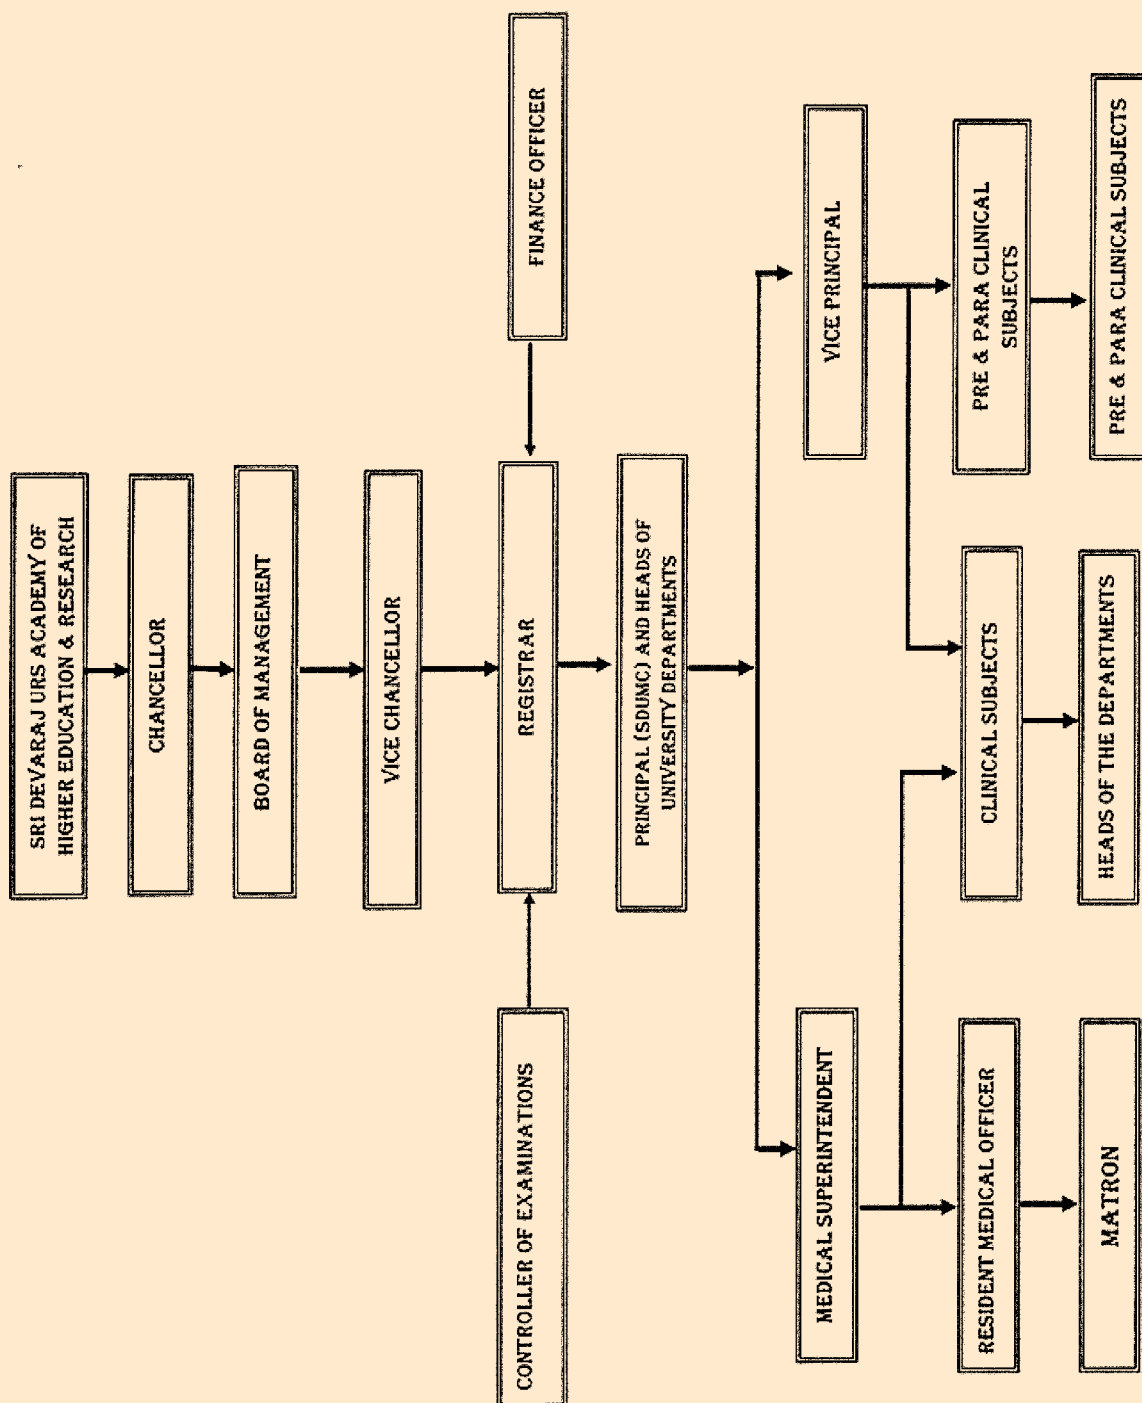 SRI DEVARAJ URS ACADEMY OF
HIGHER EDUCATION & RESEARCH
CHANCELLOR
BOARD OF MANAGEMENT
VICE CHANCELLOR
CONTROLLER OF EXAMINATIONS
REGISTRAR
FINANCE OFFICER
PRINCIPAL (SDUMC) AND HEADS OF
UNIVERSITY DEPARTMENTS
MEDICAL SUPERINTENDENT
VICE PRINCIPAL
RESIDENT MEDICAL OFFICER
CLINICAL SUBJECTS
PRE & PARA CLINICAL
SUBJECTS
MATRON
HEADS OF THE DEPARTMENTS
PRE & PARA CLINICAL SUBJECTS